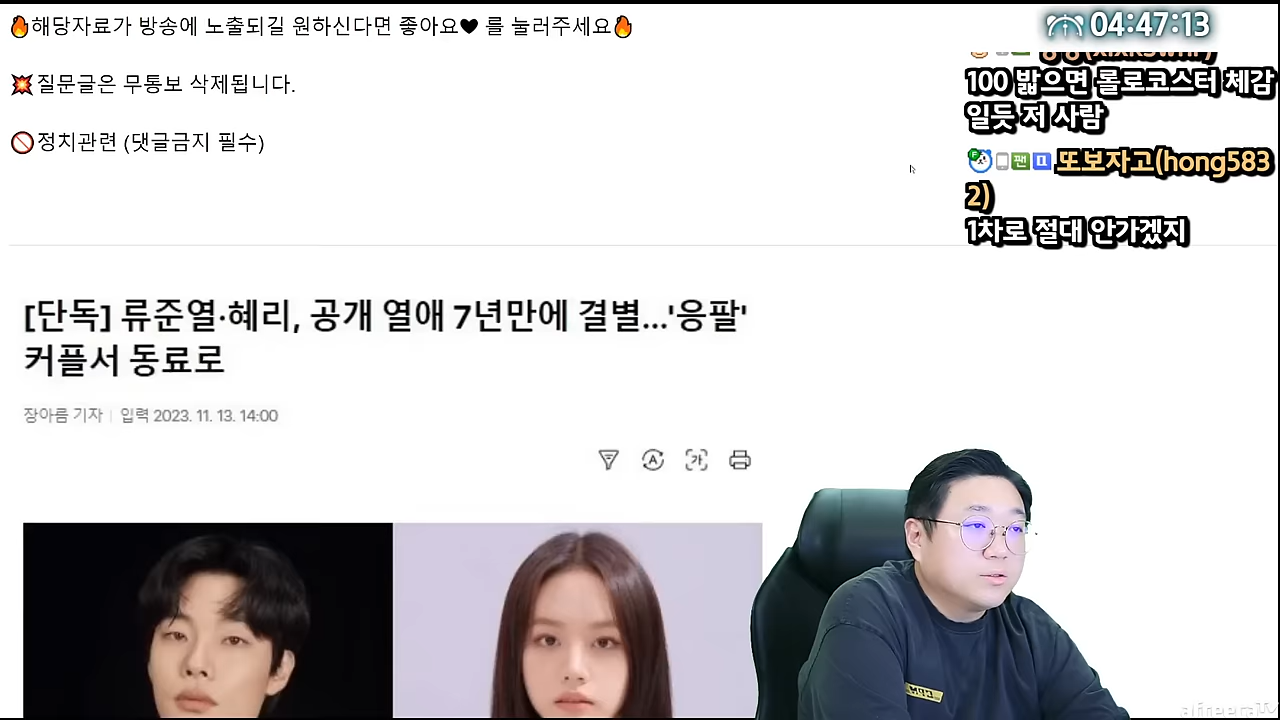 🔥해당자료가 방송에 노출되길 원하신다면 좋아요🖤 를 눌러주세요🔥
💥질문글은 무통보 삭제됩니다.
🚫정치관련 (댓글금지 필수)
04:47:13
100 밟으면 롤로코스터 체감
일듯 저 사람
팬 또보자고(hong583
2)
1차로 절대 안가겠지
[단독] 류준열·혜리, 공개 열애 7년만에 결별...'응팔'
커플서 동료로
장아름 기자 | 입력 2023. 11. 13. 14:00
가
afreecaTV